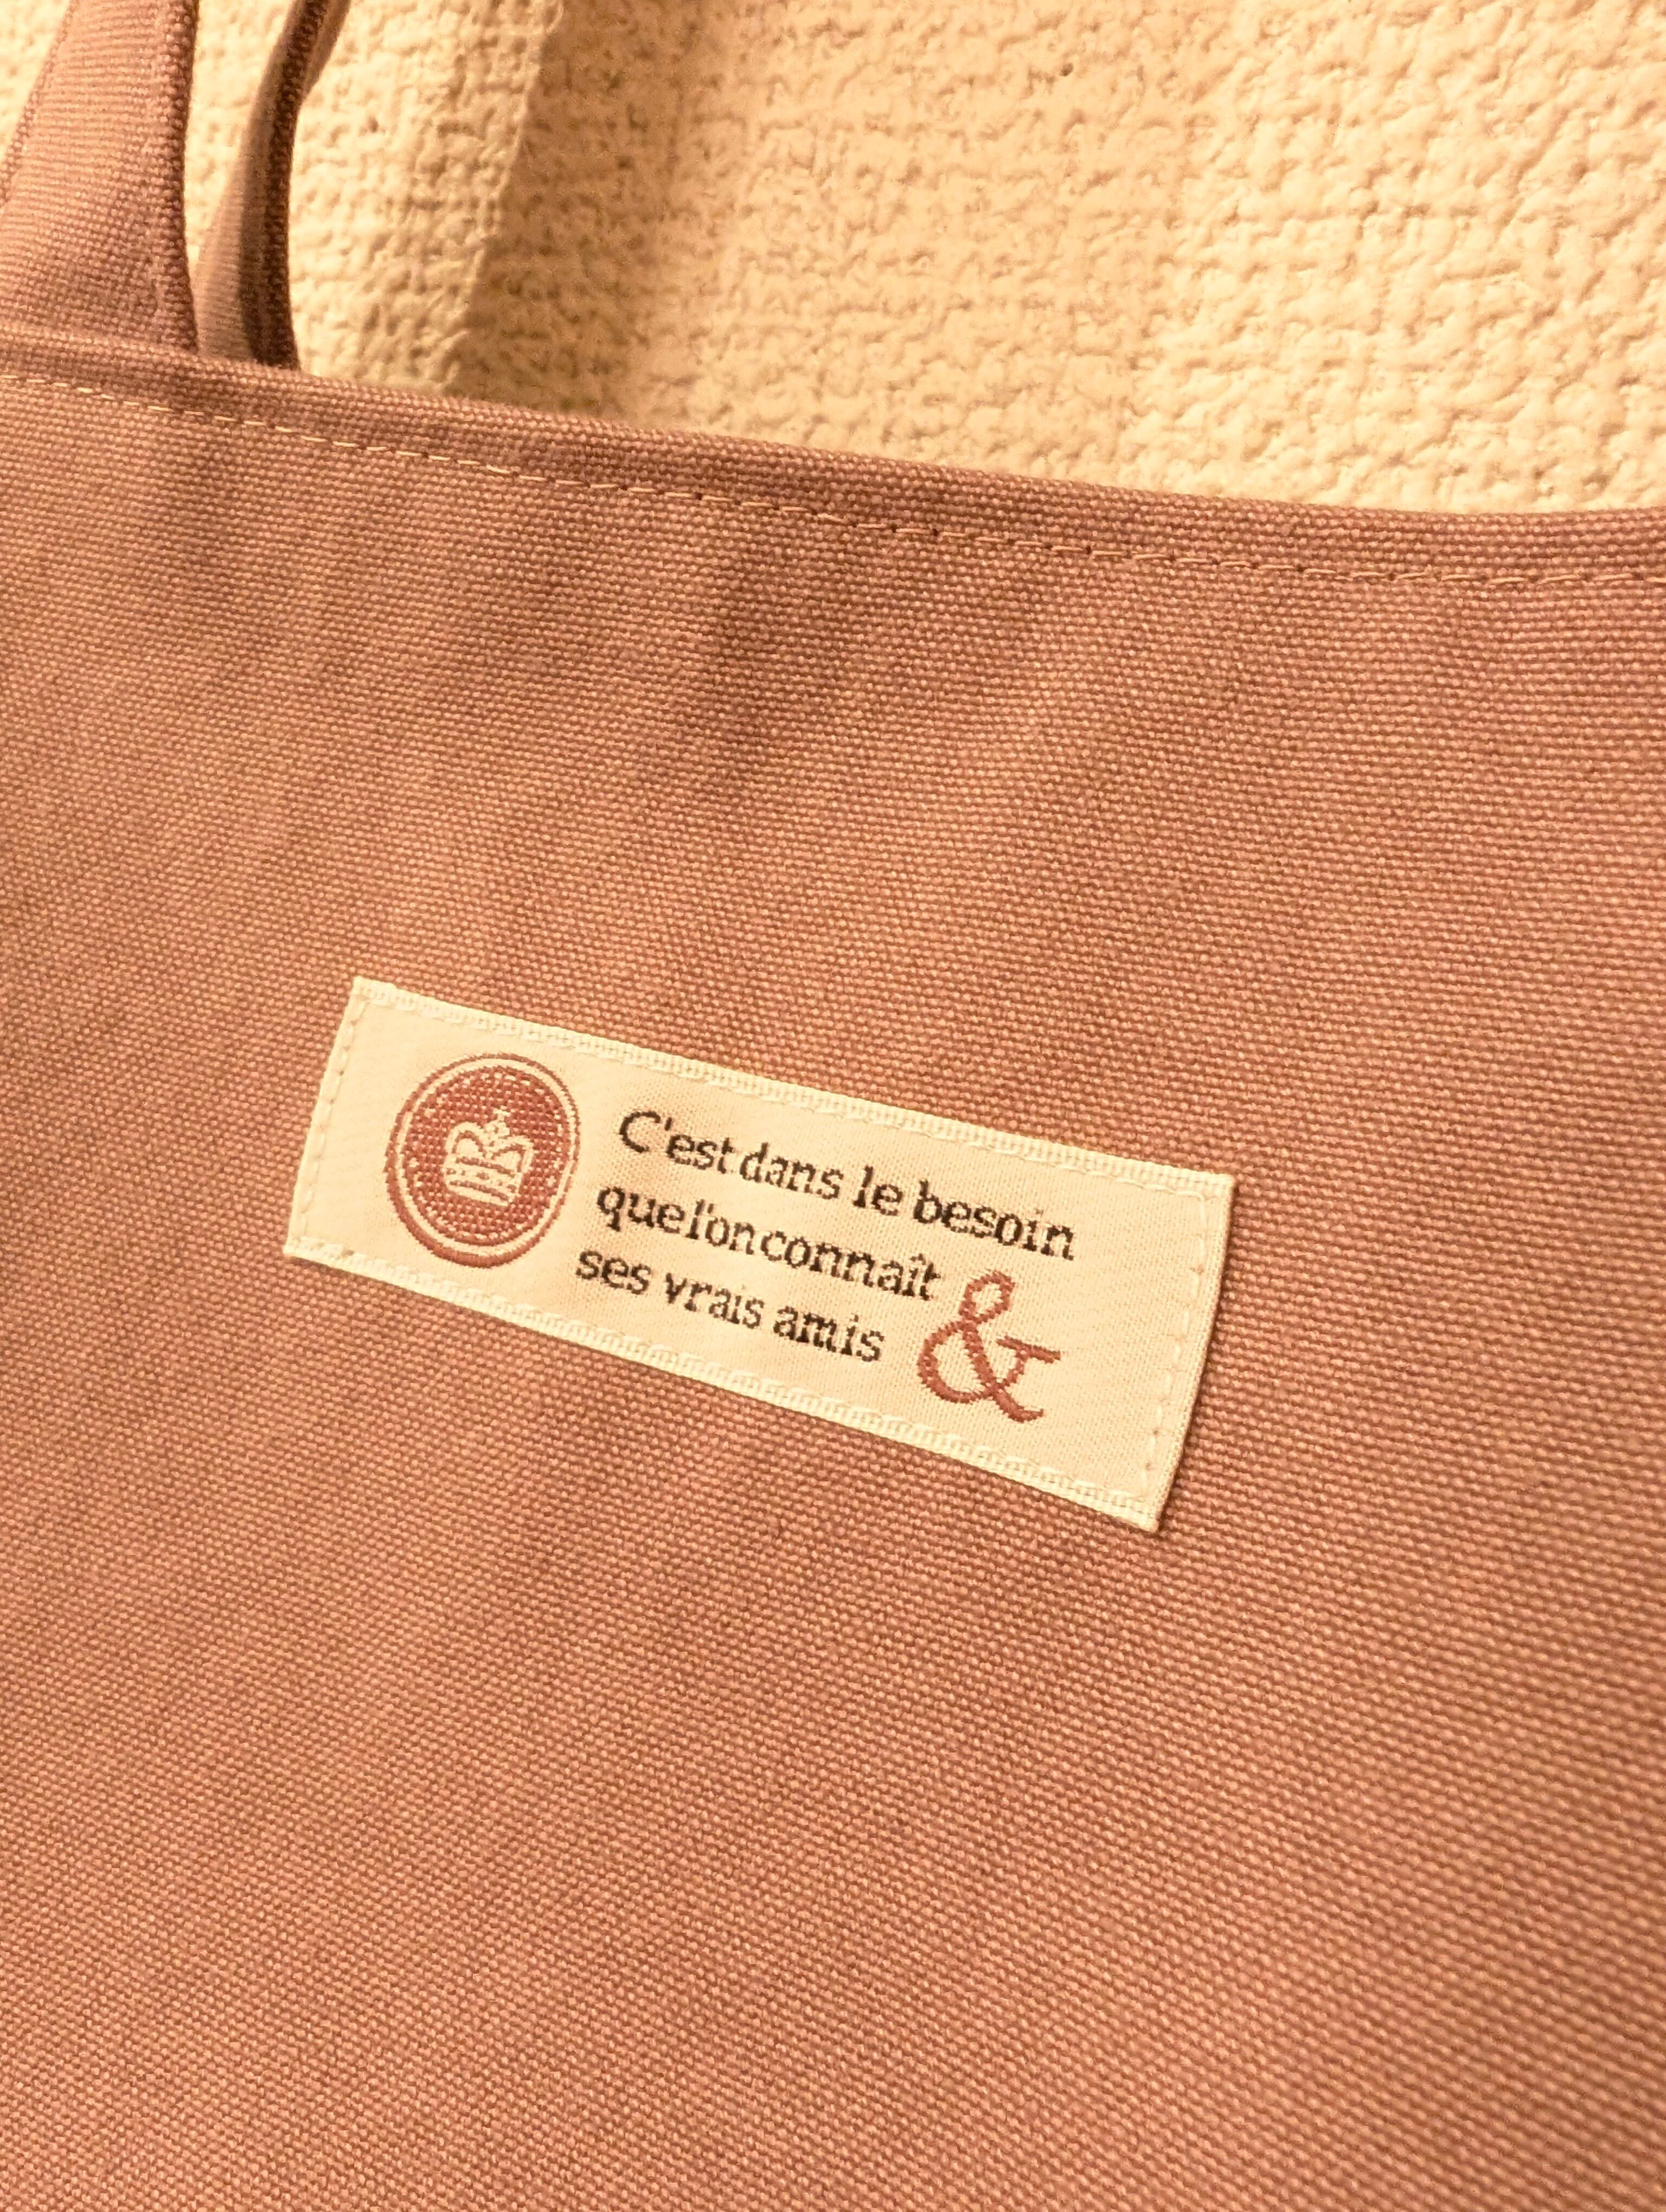 C'est dans le besoin
que l'on connaît
ses vrais amis
&